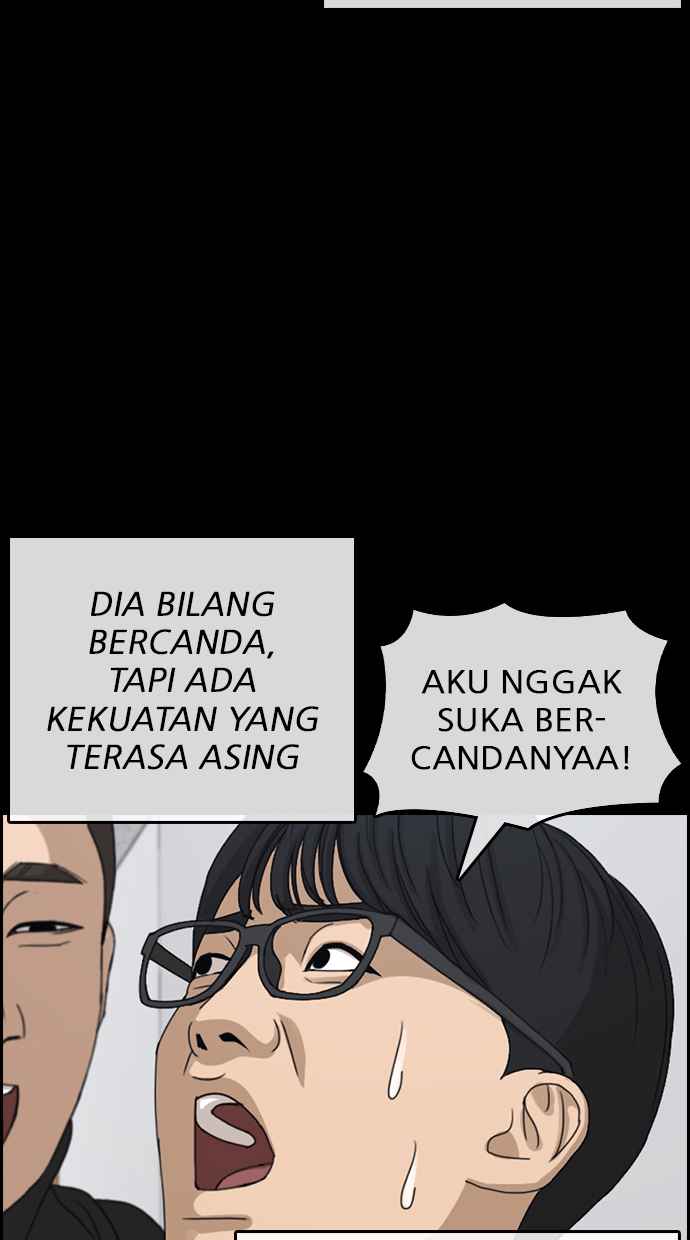 DIA BILANG
BERCANDA,
TAPI ADA
KEKUATAN YANG
TERASA ASING
AKU NGGAK
SUKA BER-
CANDANYAA!